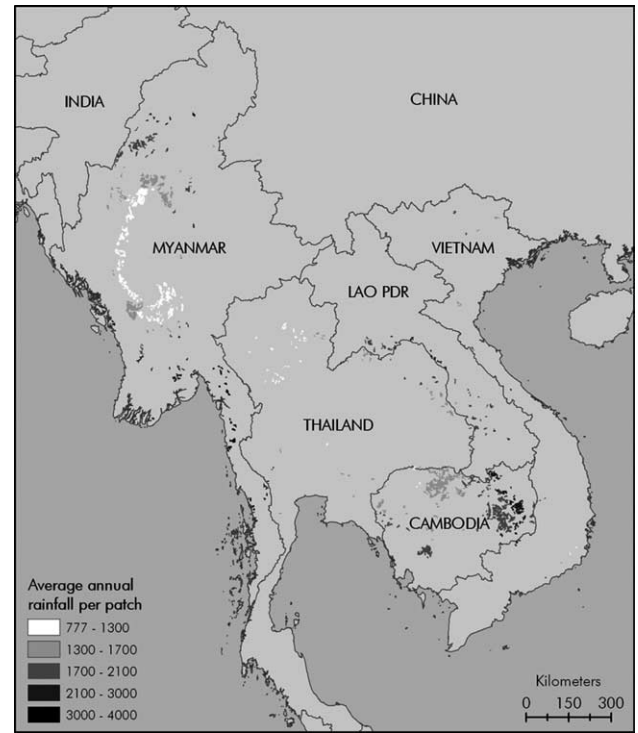 INDIA
CHINA
MYANMAR
VIETNAM
LAO PDR
THAILAND
CAMBODJA
Average annual
rainfall per patch
777 - 1300
1300 - 1700
1700 - 2100
2100 - 3000
3000 - 4000
Kilometers
0 150 300